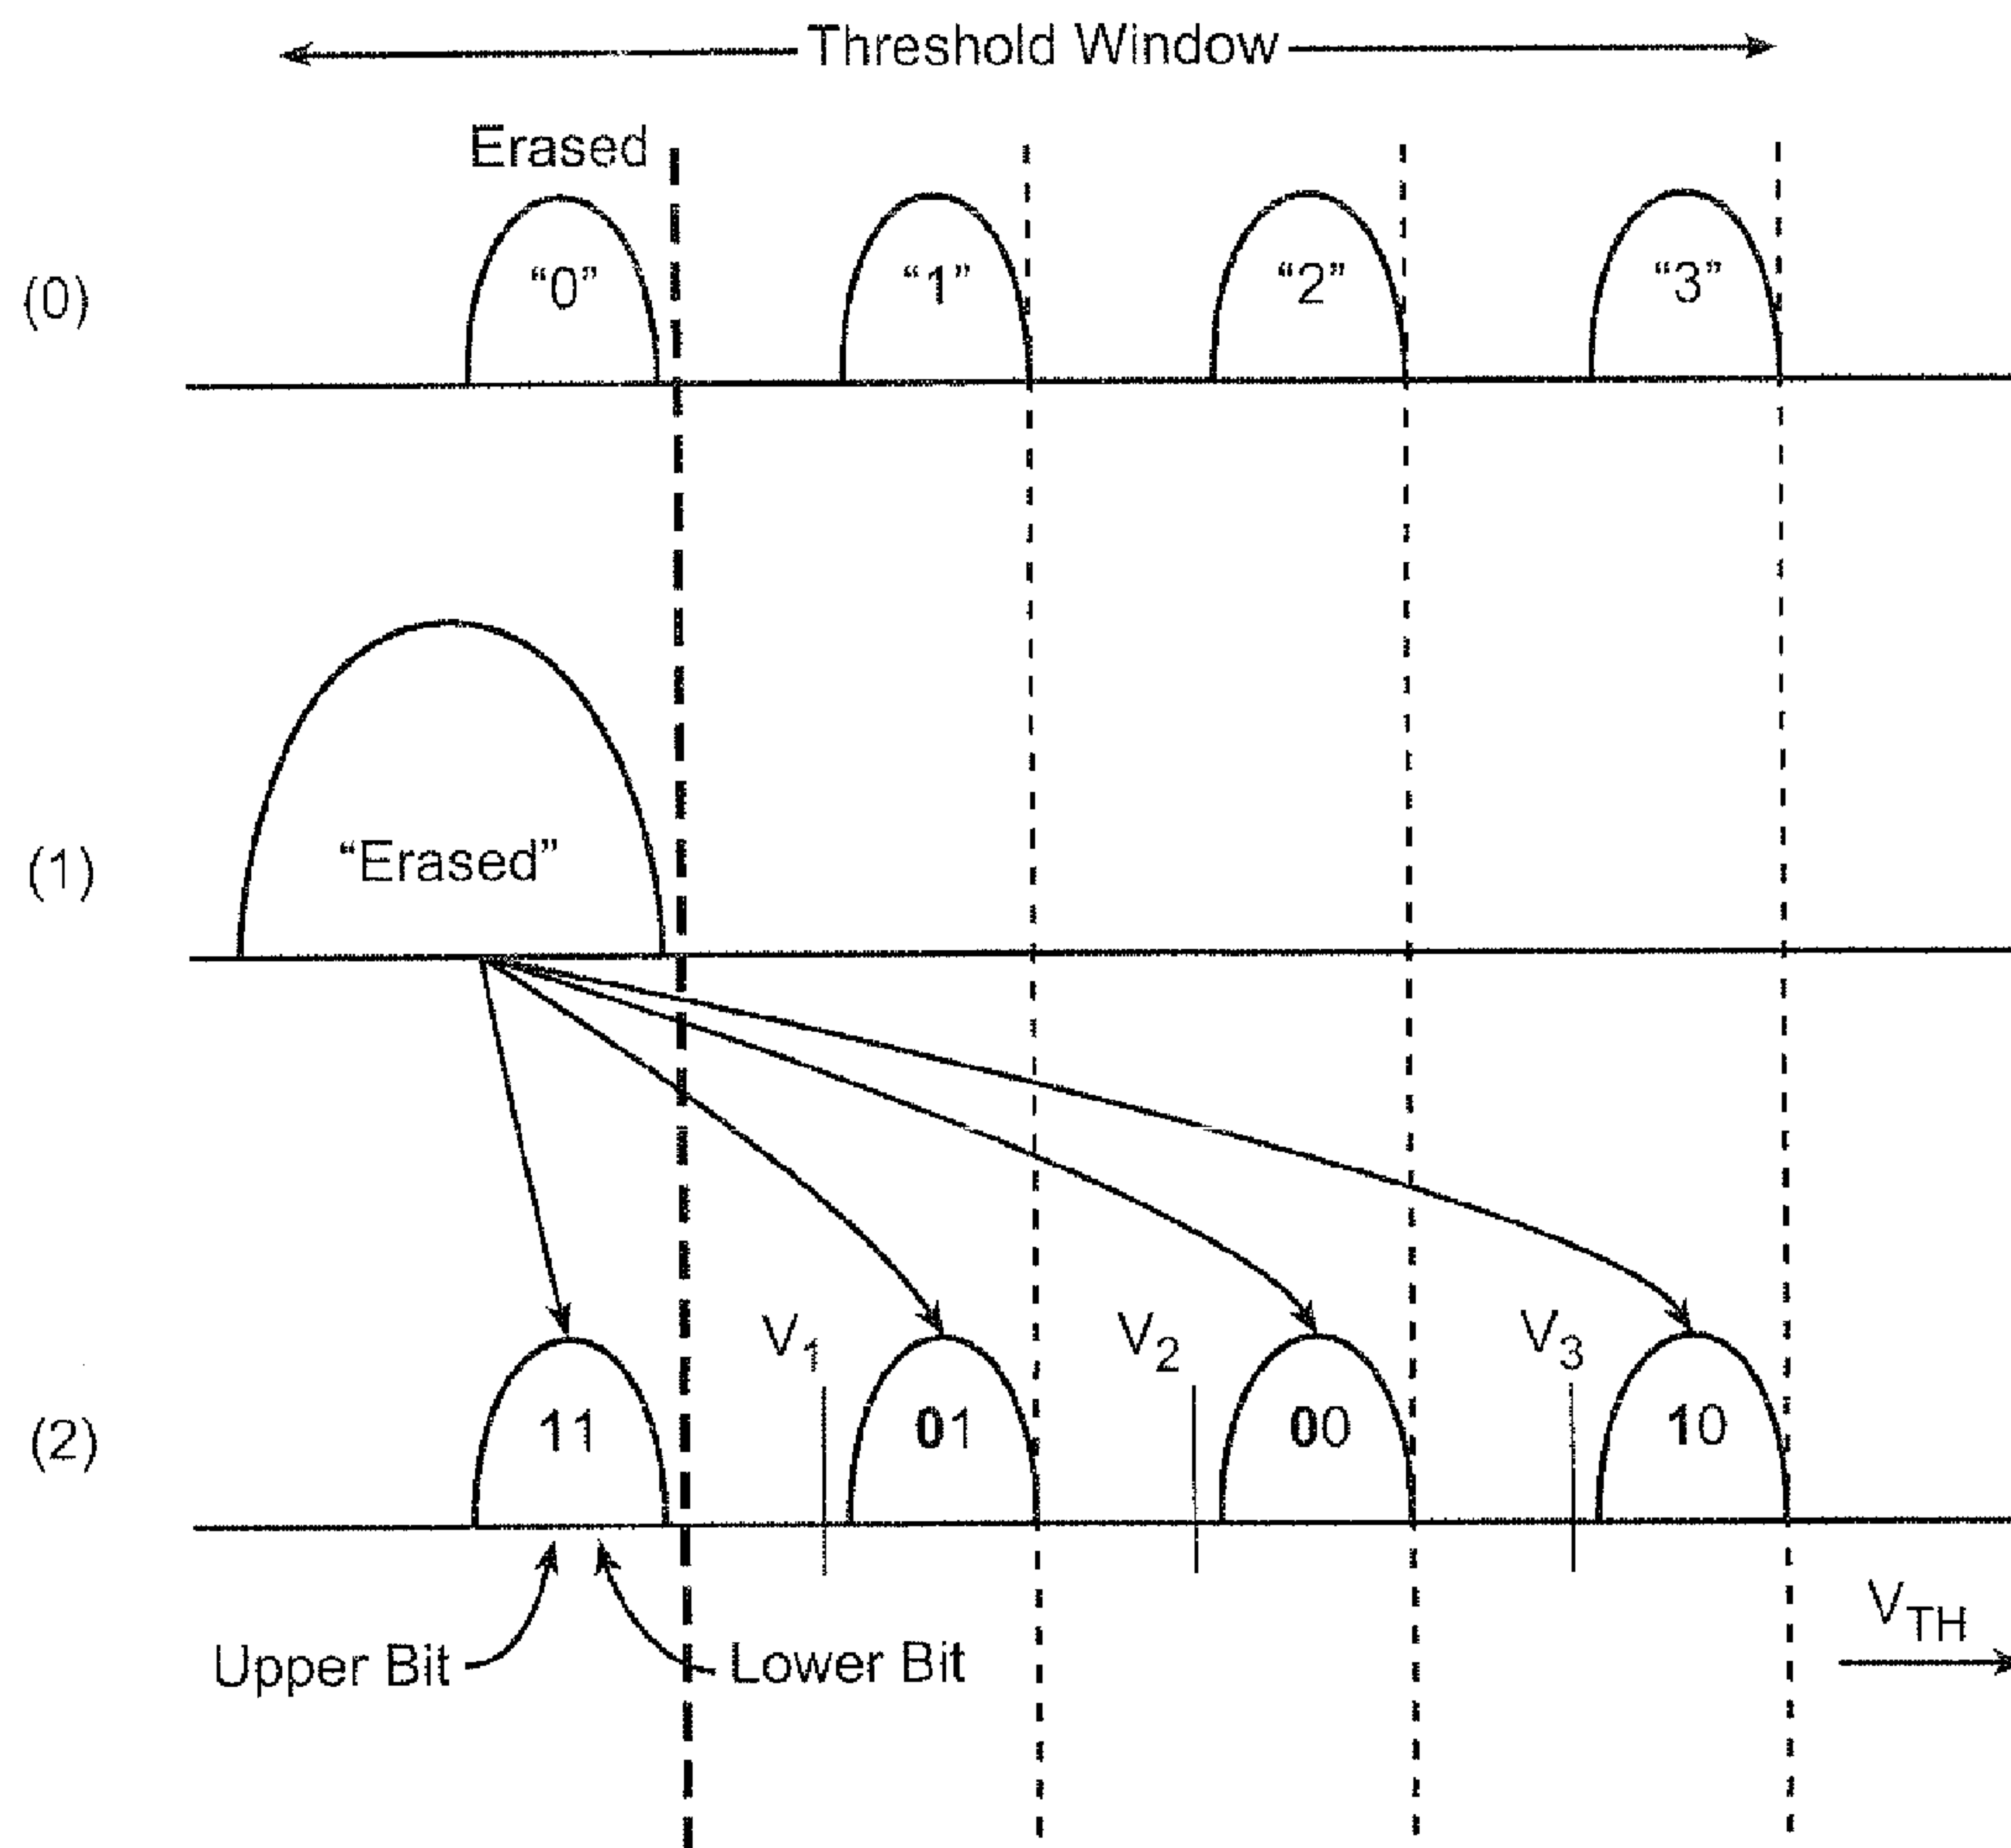 Threshold Window
Erased
(0)
“0” “1” “2” “3”
(1)
“Erased”
V1 V2 V3
(2)
11 01 00 10
Upper Bit
Lower Bit
VTH